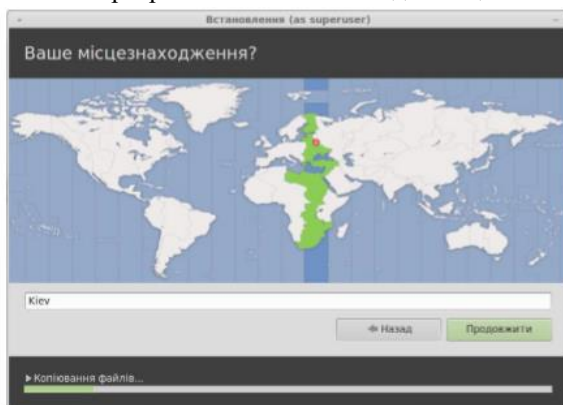 Встановлення (as superuser)
Ваше місцезнаходження?
Kiev
Назад
Продовжити
Копіювання файлів...